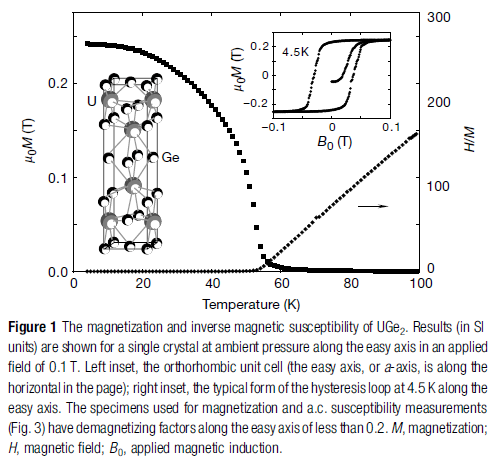 300
0.2
200
0.1
100
0.0
0
μ₀M (T)
H/M
0 20 40 60 80 100
Temperature (K)
U
Ge
4.5K
0.2
0
−0.2
μ₀M (T)
−0.1 0 0.1
B₀ (T)
Figure 1 The magnetization and inverse magnetic susceptibility of UGe₂. Results (in SI
units) are shown for a single crystal at ambient pressure along the easy axis in an applied
field of 0.1 T. Left inset, the orthorhombic unit cell (the easy axis, or a-axis, is along the
horizontal in the page); right inset, the typical form of the hysteresis loop at 4.5 K along the
easy axis. The specimens used for magnetization and a.c. susceptibility measurements
(Fig. 3) have demagnetizing factors along the easy axis of less than 0.2. M, magnetization;
H, magnetic field; B₀, applied magnetic induction.